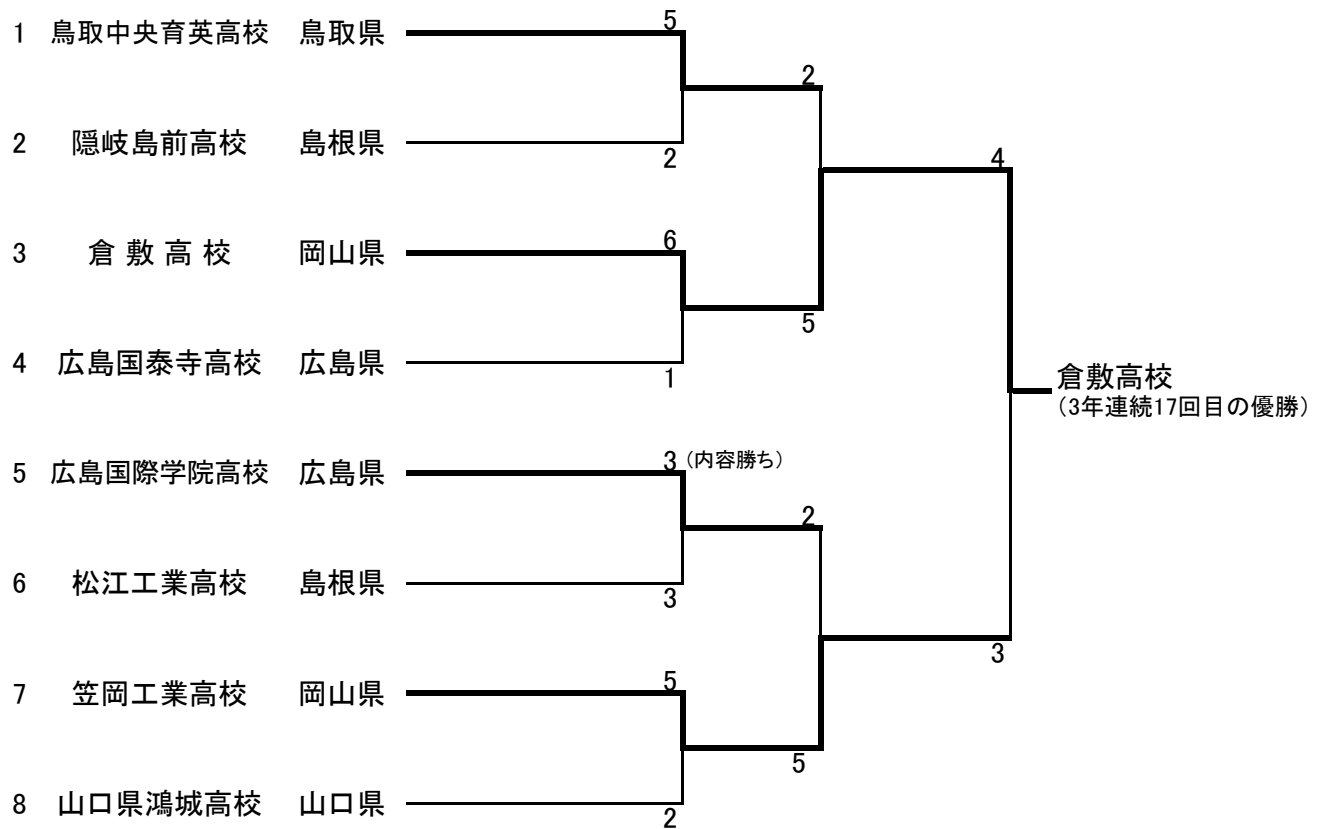 5
1 鳥取中央育英高校 鳥取県
2
2 隠岐島前高校 島根県
2
4
6
3 倉敷高校 岡山県
5
4 広島国泰寺高校 広島県
1
倉敷高校
（3年連続17回目の優勝）
3（内容勝ち）
5 広島国際学院高校 広島県
2
6 松江工業高校 島根県
3
3
5
7 笠岡工業高校 岡山県
5
8 山口県鴻城高校 山口県
2